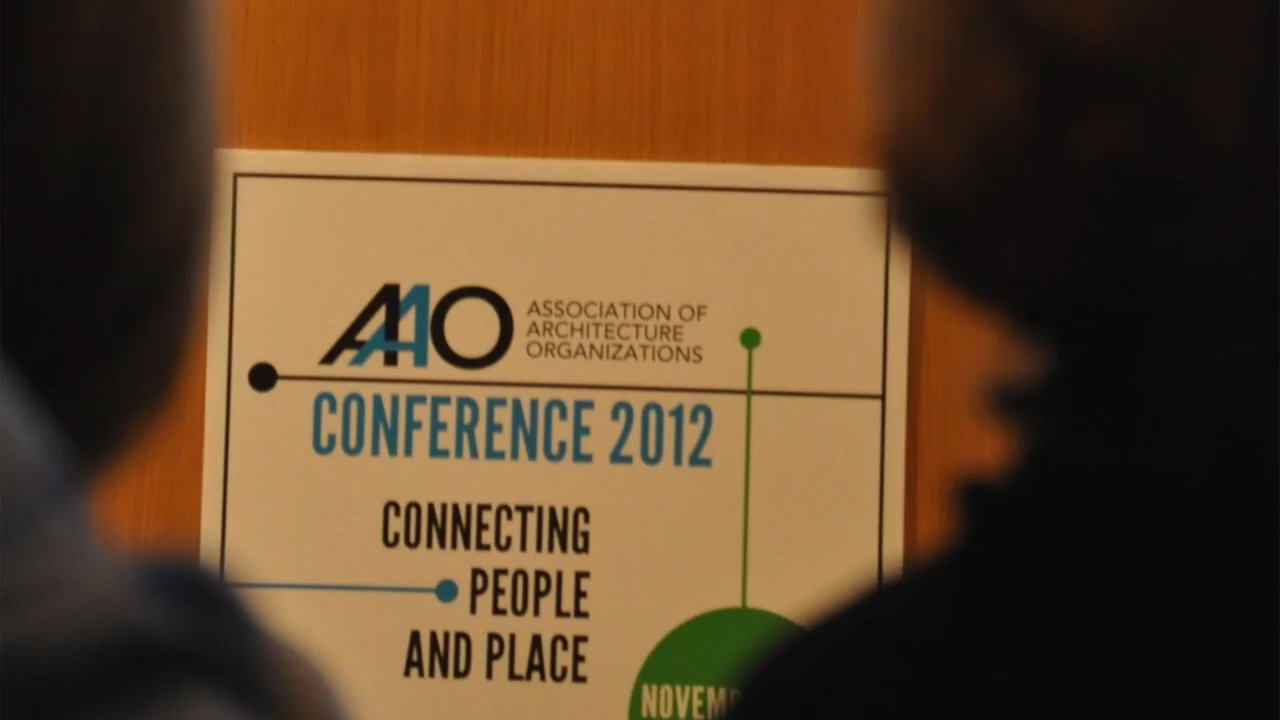 AAO
ASSOCIATION OF
ARCHITECTURE
ORGANIZATIONS
CONFERENCE 2012
CONNECTING
PEOPLE
AND PLACE